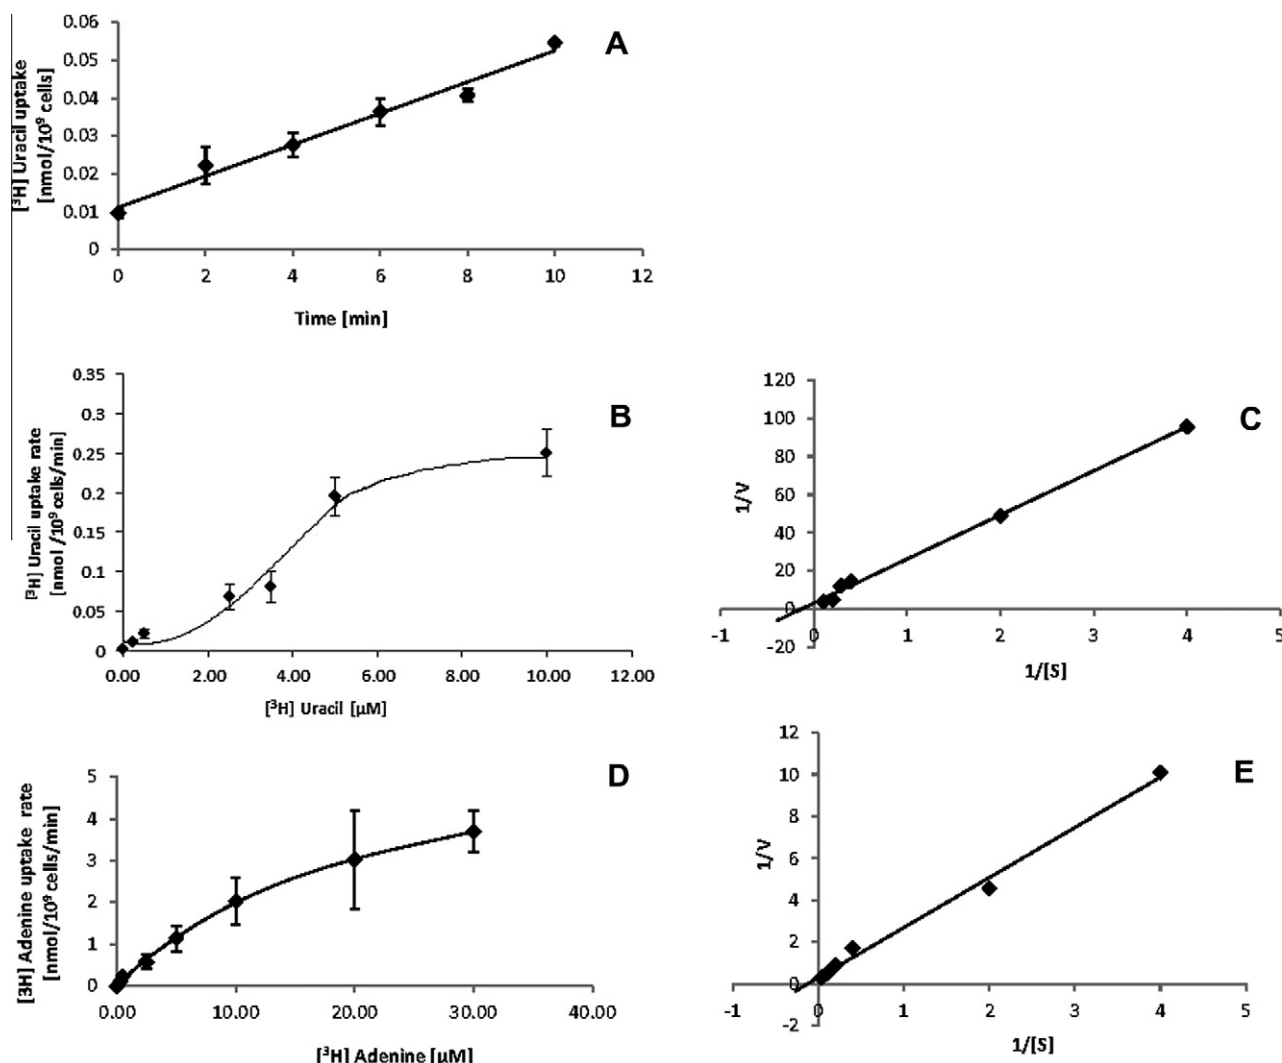 A
[³H] Uracil uptake
[nmol/10⁹ cells]
0.06
0.05
0.04
0.03
0.02
0.01
0
0 2 4 6 8 10 12
Time [min]
B
[³H] Uracil uptake rate
[nmol /10⁹ cells/min]
0.35
0.3
0.25
0.2
0.15
0.1
0.05
0
0.00 2.00 4.00 6.00 8.00 10.00 12.00
[³H] Uracil [µM]
C
1/V
120
100
80
60
40
20
0
-20
-1 0 1 2 3 4 5
1/[S]
D
[3H] Adenine uptake rate
[nmol/10⁹ cells/min]
5
4
3
2
1
0
0.00 10.00 20.00 30.00 40.00
[³H] Adenine [µM]
E
1/V
12
10
8
6
4
2
0
-2
-1 0 1 2 3 4 5
1/[S]